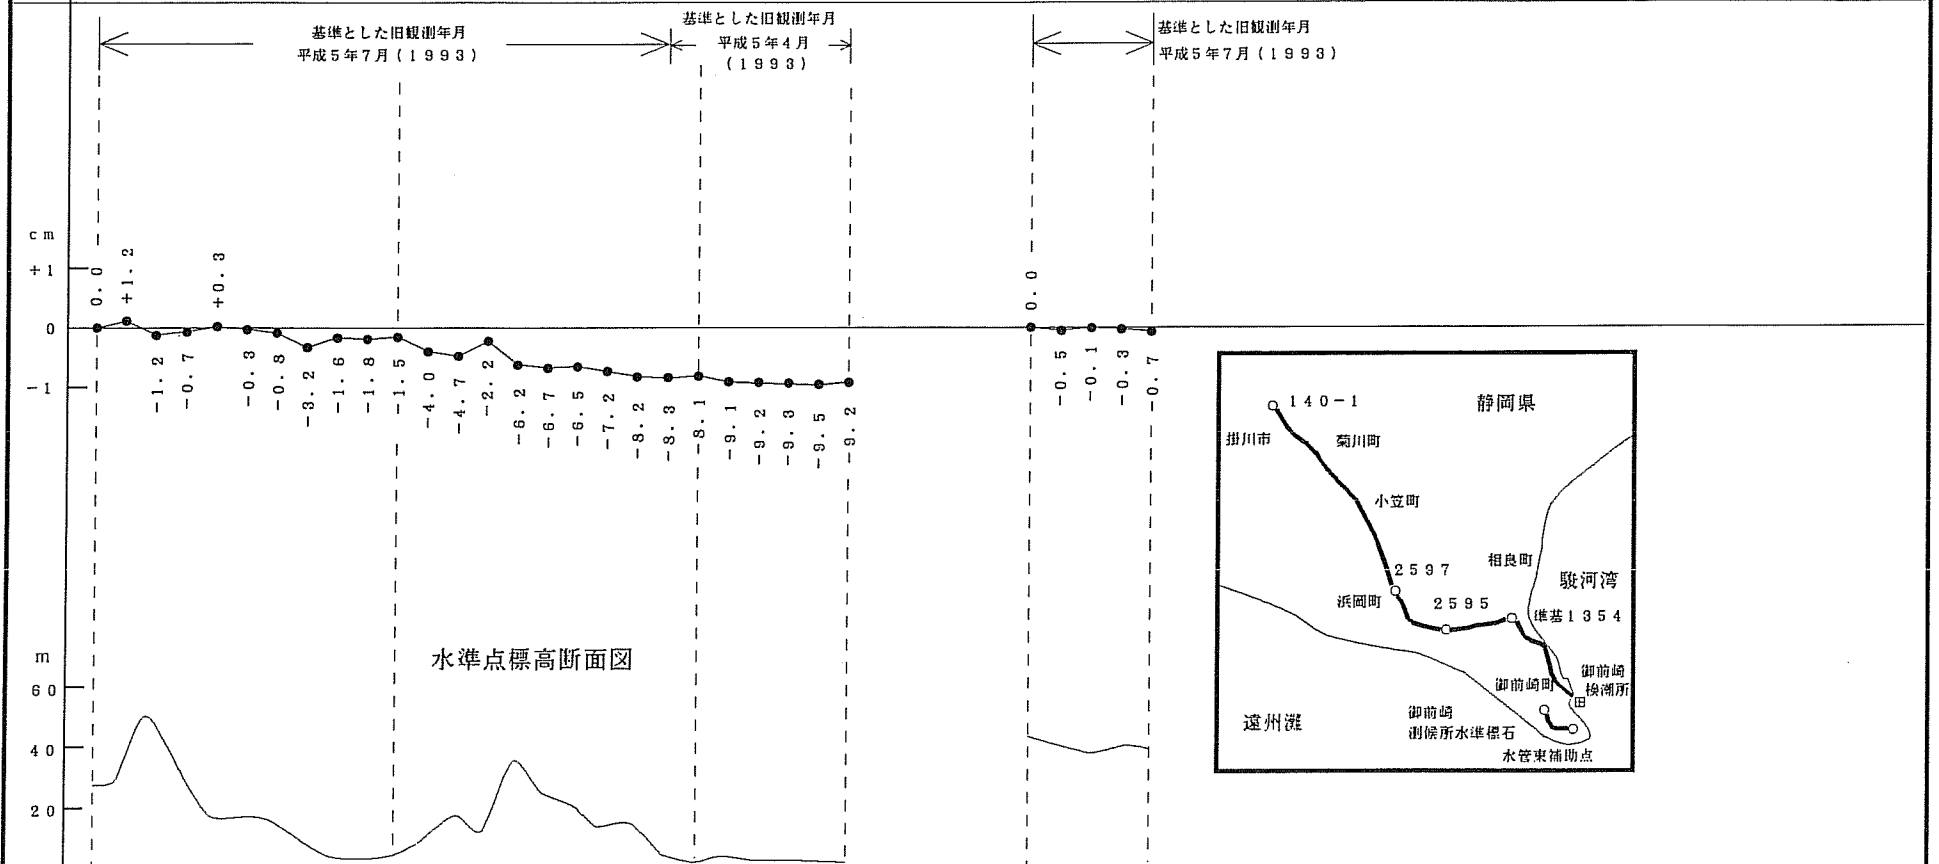 基準とした旧観測年月
平成5年7月(1993)
基準とした旧観測年月
平成5年4月
(1993)
基準とした旧観測年月
平成5年7月(1993)
cm
+1
0
-1
0.0
+1.2
-1.2
-0.7
+0.3
-0.3
-0.8
-3.2
-1.6
-1.8
-1.5
-4.0
-4.7
-2.2
-6.2
-6.7
-6.5
-7.2
-8.2
-8.3
-8.1
-9.1
-9.2
-9.3
-9.5
-9.2
0.0
-0.5
-0.1
-0.3
-0.7
水準点標高断面図
m
60
40
20
140-1
静岡県
掛川市
菊川町
小笠町
相良町
2597
駿河湾
浜岡町
2595
準基1354
御前崎
検潮所
御前崎町
御前崎
測候所水準標石
遠州灘
水管東補助点